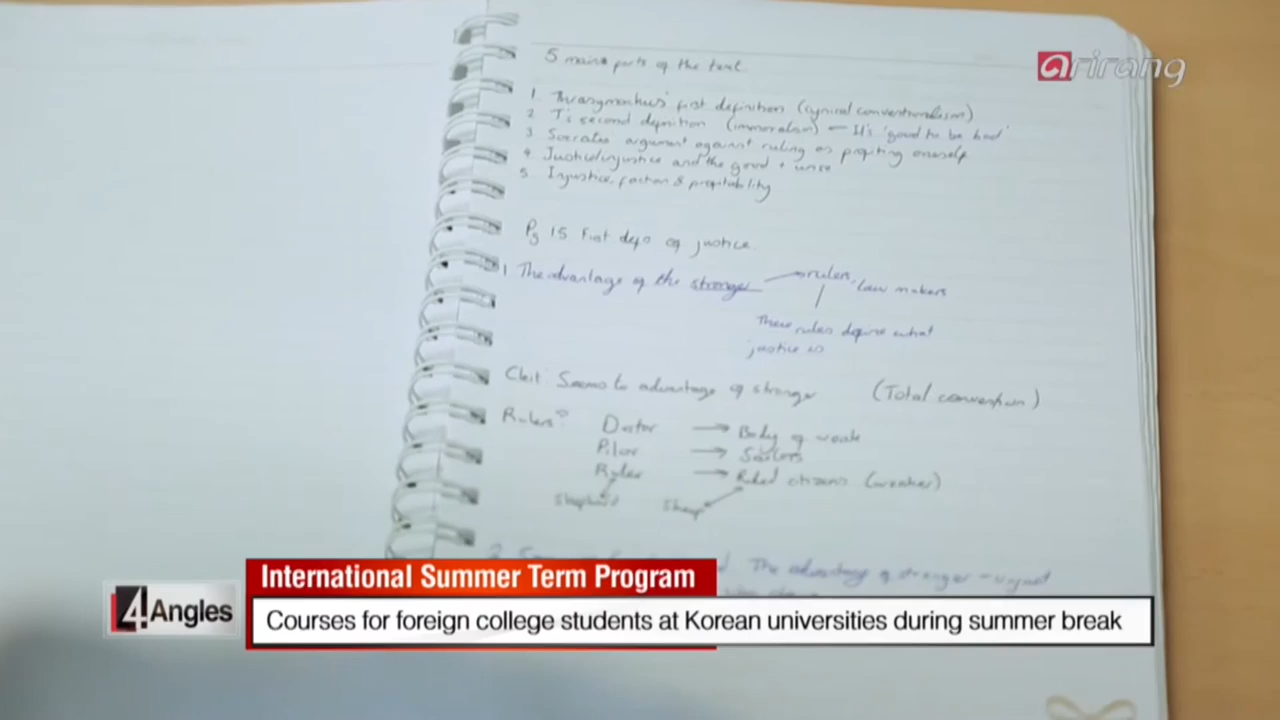 arirang
5 main parts of the text
1. Thrasymachus' first definition (cynical conventionalism)
2 T's second definition (immoralism) – It's 'good to be bad'
3 Socrates' argument against ruling as profiting oneself
4. Justice/injustice and the good + wise
5. Injustice, faction & profitability
Pg 15 First defo of justice.
1 The advantage of the stronger → rulers, law makers
These rules define what
justice is
Cleit: Seems to advantage of stronger (Total convention)
Rulers? Doctor → Body of weak
Pilot → Sailors
Ruler → Ruled citizens (weaker)
Shepherd Sheep
The advantage of stronger – unjust
International Summer Term Program
4 Angles
Courses for foreign college students at Korean universities during summer break